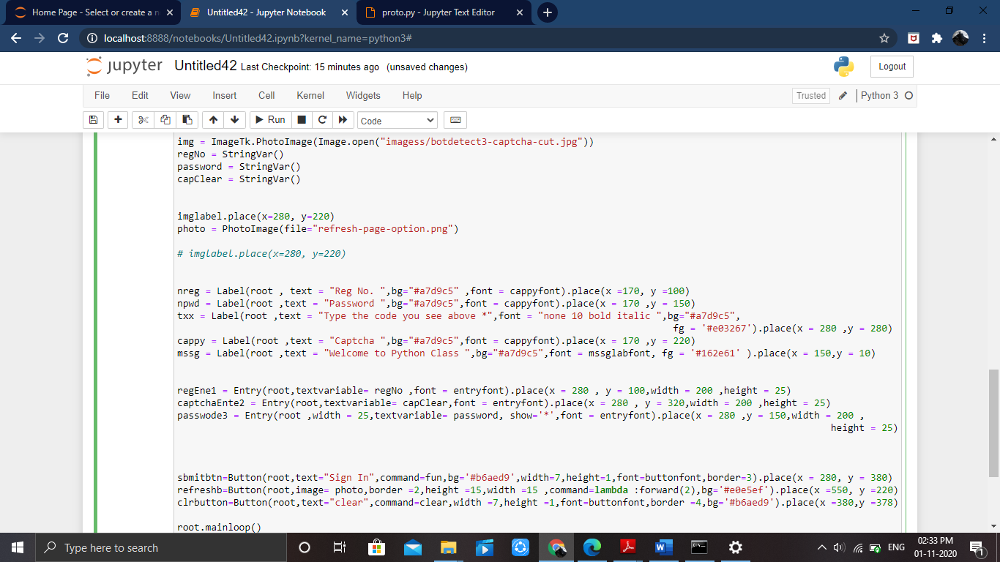 Home Page - Select or create a n
Untitled42 - Jupyter Notebook
proto.py - Jupyter Text Editor
localhost:8888/notebooks/Untitled42.ipynb?kernel_name=python3#
jupyter Untitled42 Last Checkpoint: 15 minutes ago (unsaved changes)
Logout
File Edit View Insert Cell Kernel Widgets Help
Trusted
Python 3
Run
Code
img = ImageTk.PhotoImage(Image.open("imagess/botdetect3-captcha-cut.jpg"))
regNo = StringVar()
password = StringVar()
capClear = StringVar()
imglabel.place(x=280, y=220)
photo = PhotoImage(file="refresh-page-option.png")
# imglabel.place(x=280, y=220)
nreg = Label(root , text = "Reg No. ",bg="#a7d9c5" ,font = cappyfont).place(x =170, y =100)
npwd = Label(root ,text = "Password ",bg="#a7d9c5",font = cappyfont).place(x = 170 ,y = 150)
txx = Label(root ,text = "Type the code you see above *",font = "none 10 bold italic ",bg="#a7d9c5",
fg = '#e03267').place(x = 280 ,y = 280)
cappy = Label(root ,text = "Captcha ",bg="#a7d9c5",font = cappyfont).place(x = 170 ,y = 220)
mssg = Label(root ,text = "Welcome to Python Class ",bg="#a7d9c5",font = mssglabfont, fg = '#162e61' ).place(x = 150,y = 10)
regEne1 = Entry(root,textvariable= regNo ,font = entryfont).place(x = 280 , y = 100,width = 200 ,height = 25)
captchaEnte2 = Entry(root,textvariable= capClear,font = entryfont).place(x = 280 , y = 320,width = 200 ,height = 25)
passwode3 = Entry(root ,width = 25,textvariable= password, show='*',font = entryfont).place(x = 280 ,y = 150,width = 200 ,
height = 25)
sbmitbtn=Button(root,text="Sign In",command=fun,bg='#b6aed9',width=7,height=1,font=buttonfont,border=3).place(x = 280, y = 380)
refreshb=Button(root,image= photo,border =2,height =15,width =15 ,command=lambda :forward(2),bg='#e0e5ef').place(x =550, y =220)
clrbutton=Button(root,text="clear",command=clear,width =7,height =1,font=buttonfont,border =4,bg='#b6aed9').place(x =380,y =378)
root.mainloop()
Type here to search
ENG
02:33 PM
01-11-2020
1